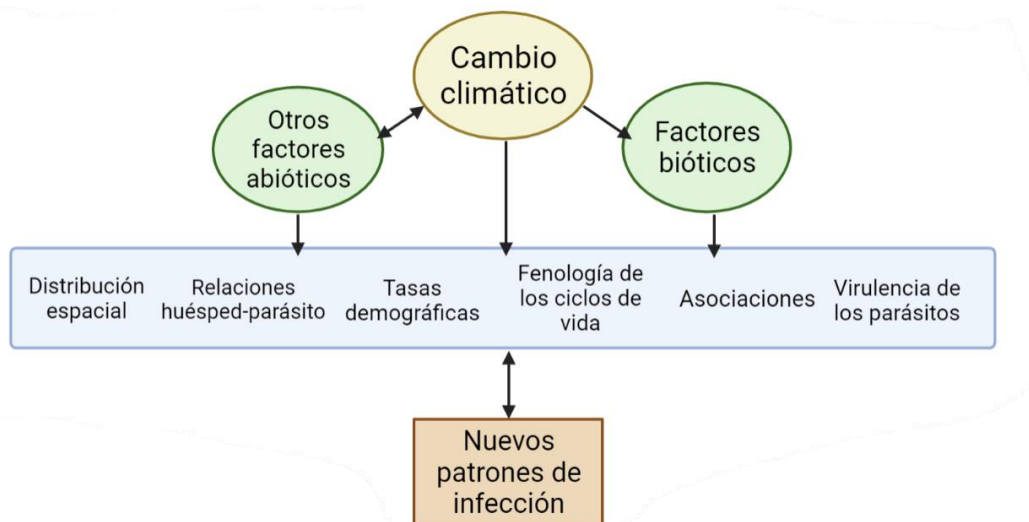 Cambio
climático
Otros
factores
abióticos
Factores
bióticos
Distribución
espacial
Relaciones
huésped-parásito
Tasas
demográficas
Fenología de
los ciclos de
vida
Asociaciones
Virulencia de
los parásitos
Nuevos
patrones de
infección